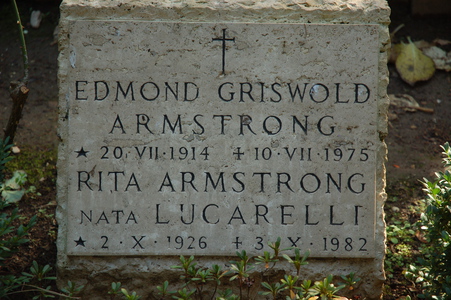 EDMOND GRISWOLD
ARMSTRONG
★ 20·VII·1914 ✝ 10·VII·1975
RITA ARMSTRONG
NATA LUCARELLI
★ 2·X·1926 ✝ 3·X·1982